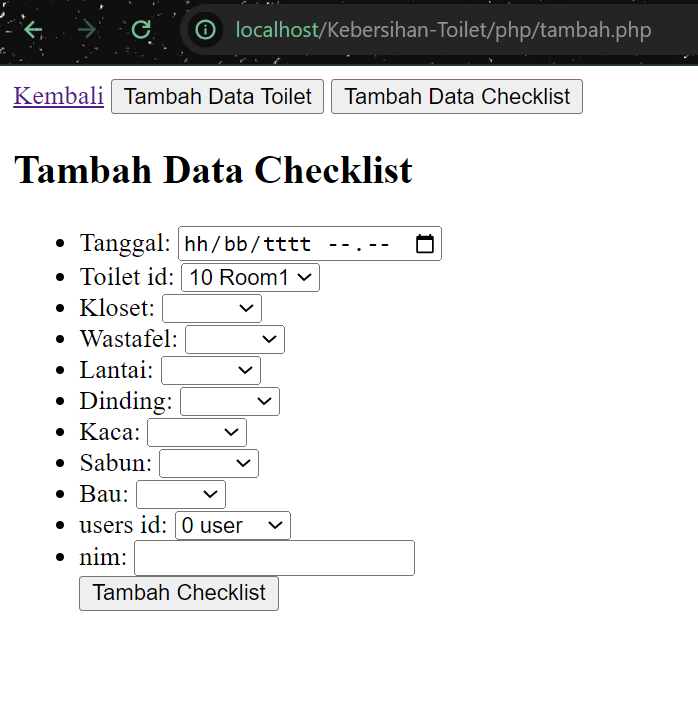 localhost/Kebersihan-Toilet/php/tambah.php
Kembali Tambah Data Toilet Tambah Data Checklist
Tambah Data Checklist
Tanggal: hh/bb/tttt --.--
Toilet id: 10 Room1
Kloset:
Wastafel:
Lantai:
Dinding:
Kaca:
Sabun:
Bau:
users id: 0 user
nim:
Tambah Checklist